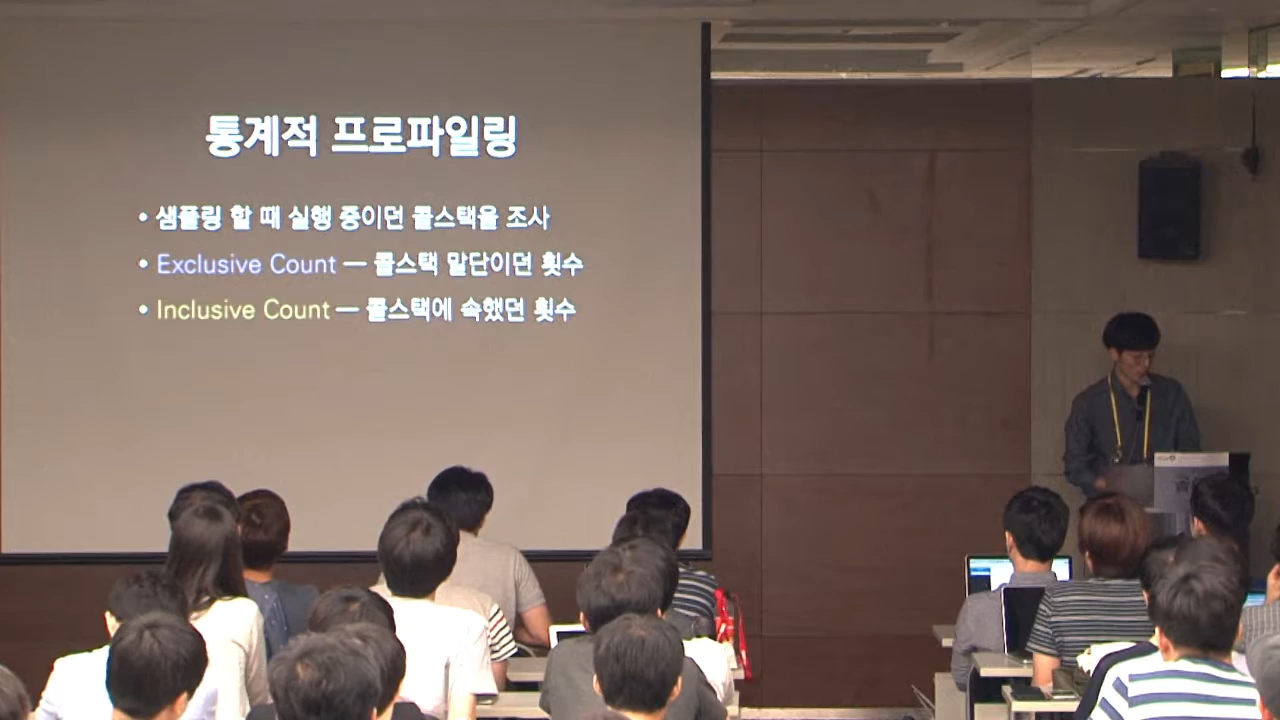 통계적 프로파일링
• 샘플링 할 때 실행 중이던 콜스택을 조사
• Exclusive Count — 콜스택 말단이던 횟수
• Inclusive Count — 콜스택에 속했던 횟수